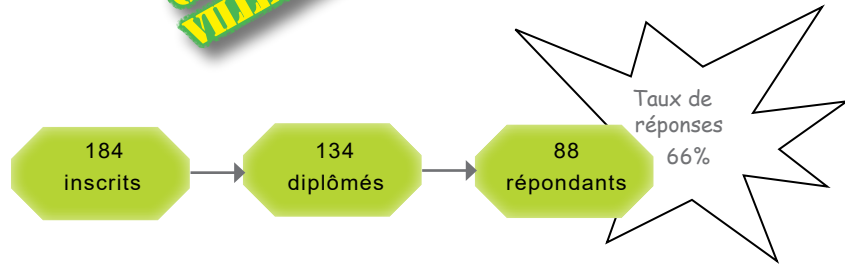 184
inscrits
134
diplômés
88
répondants
Taux de
réponses
66%